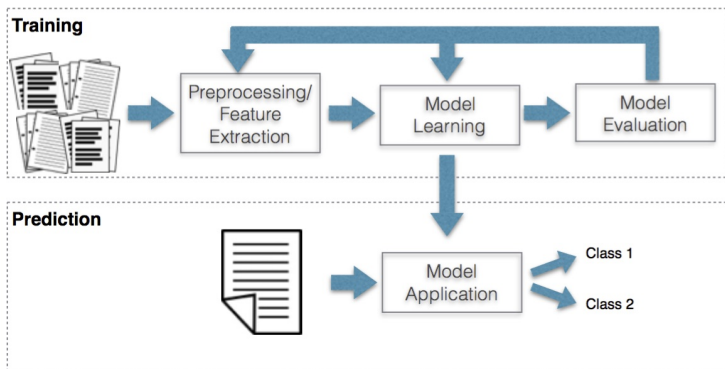 Training
Preprocessing/
Feature
Extraction
Model
Learning
Model
Evaluation
Prediction
Model
Application
Class 1
Class 2